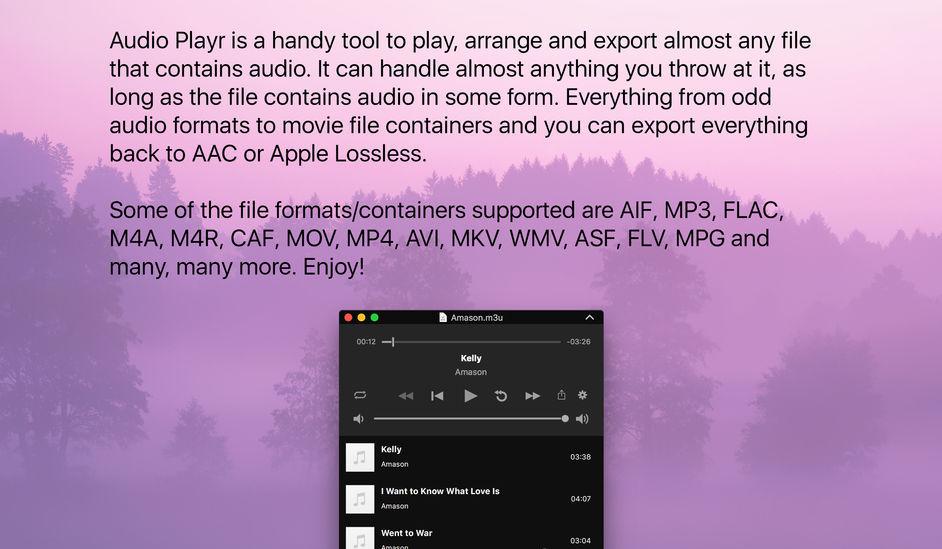 Audio Playr is a handy tool to play, arrange and export almost any file
that contains audio. It can handle almost anything you throw at it, as
long as the file contains audio in some form. Everything from odd
audio formats to movie file containers and you can export everything
back to AAC or Apple Lossless.
Some of the file formats/containers supported are AIF, MP3, FLAC,
M4A, M4R, CAF, MOV, MP4, AVI, MKV, WMV, ASF, FLV, MPG and
many, many more. Enjoy!
Amason.m3u
00:12 -03:26
Kelly
Amason
Kelly
Amason
03:38
I Want to Know What Love Is
Amason
04:07
Went to War
Amason
03:04